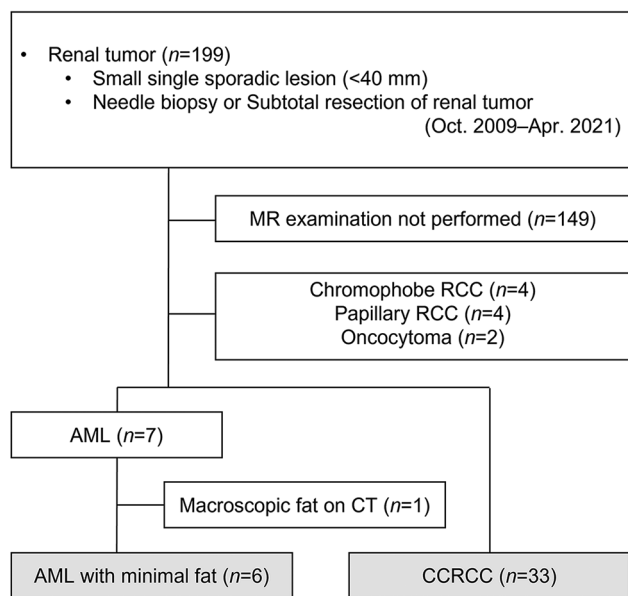 • Renal tumor (n=199)
• Small single sporadic lesion (<40 mm)
• Needle biopsy or Subtotal resection of renal tumor
(Oct. 2009–Apr. 2021)
MR examination not performed (n=149)
Chromophobe RCC (n=4)
Papillary RCC (n=4)
Oncocytoma (n=2)
AML (n=7)
Macroscopic fat on CT (n=1)
AML with minimal fat (n=6)
CCRCC (n=33)